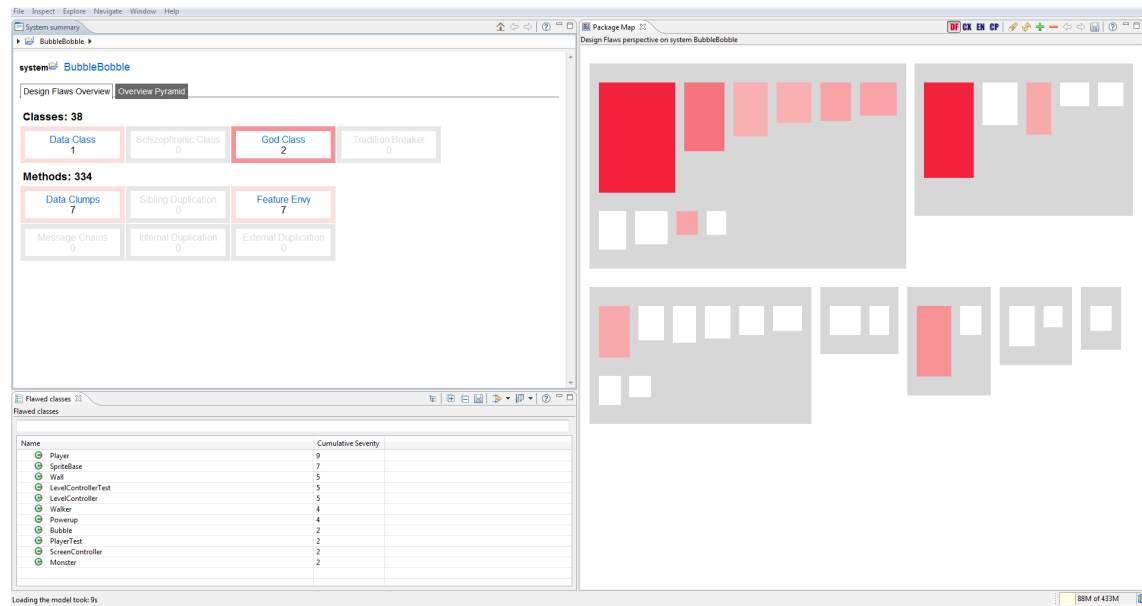 File Inspect Explore Navigate Window Help
System summary
BubbleBobble
system BubbleBobble
Design Flaws Overview Overview Pyramid
Classes: 38
Data Class Schizophrenic Class God Class Tradition Breaker
1 0 2 0
Methods: 334
Data Clumps Sibling Duplication Feature Envy
7 0 7
Message Chains Internal Duplication External Duplication
0 0 0
Flawed classes
Flawed classes
Name Cumulative Severity
Player 9
SpriteBase 7
Wall 5
LevelControllerTest 5
LevelController 5
Walker 4
Powerup 4
Bubble 2
PlayerTest 2
ScreenController 2
Monster 2
Package Map DF CX EN CP
Design Flaws perspective on system BubbleBobble
Loading the model took: 9s 88M of 433M